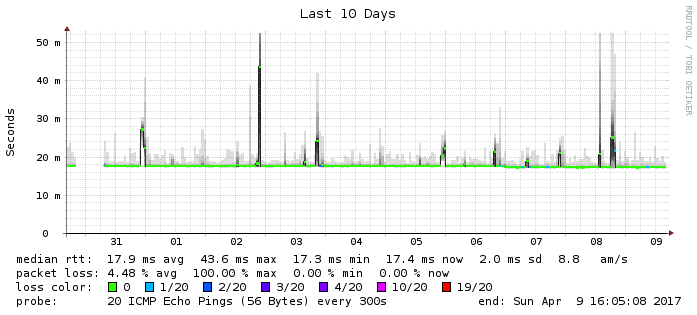 Last 10 Days
RRDTOOL / TOBI OETIKER
Seconds
50 m
40 m
30 m
20 m
10 m
0
31 01 02 03 04 05 06 07 08 09
median rtt: 17.9 ms avg 43.6 ms max 17.3 ms min 17.4 ms now 2.0 ms sd 8.8 am/s
packet loss: 4.48 % avg 100.00 % max 0.00 % min 0.00 % now
loss color: 0 1/20 2/20 3/20 4/20 10/20 19/20
probe: 20 ICMP Echo Pings (56 Bytes) every 300s end: Sun Apr 9 16:05:08 2017